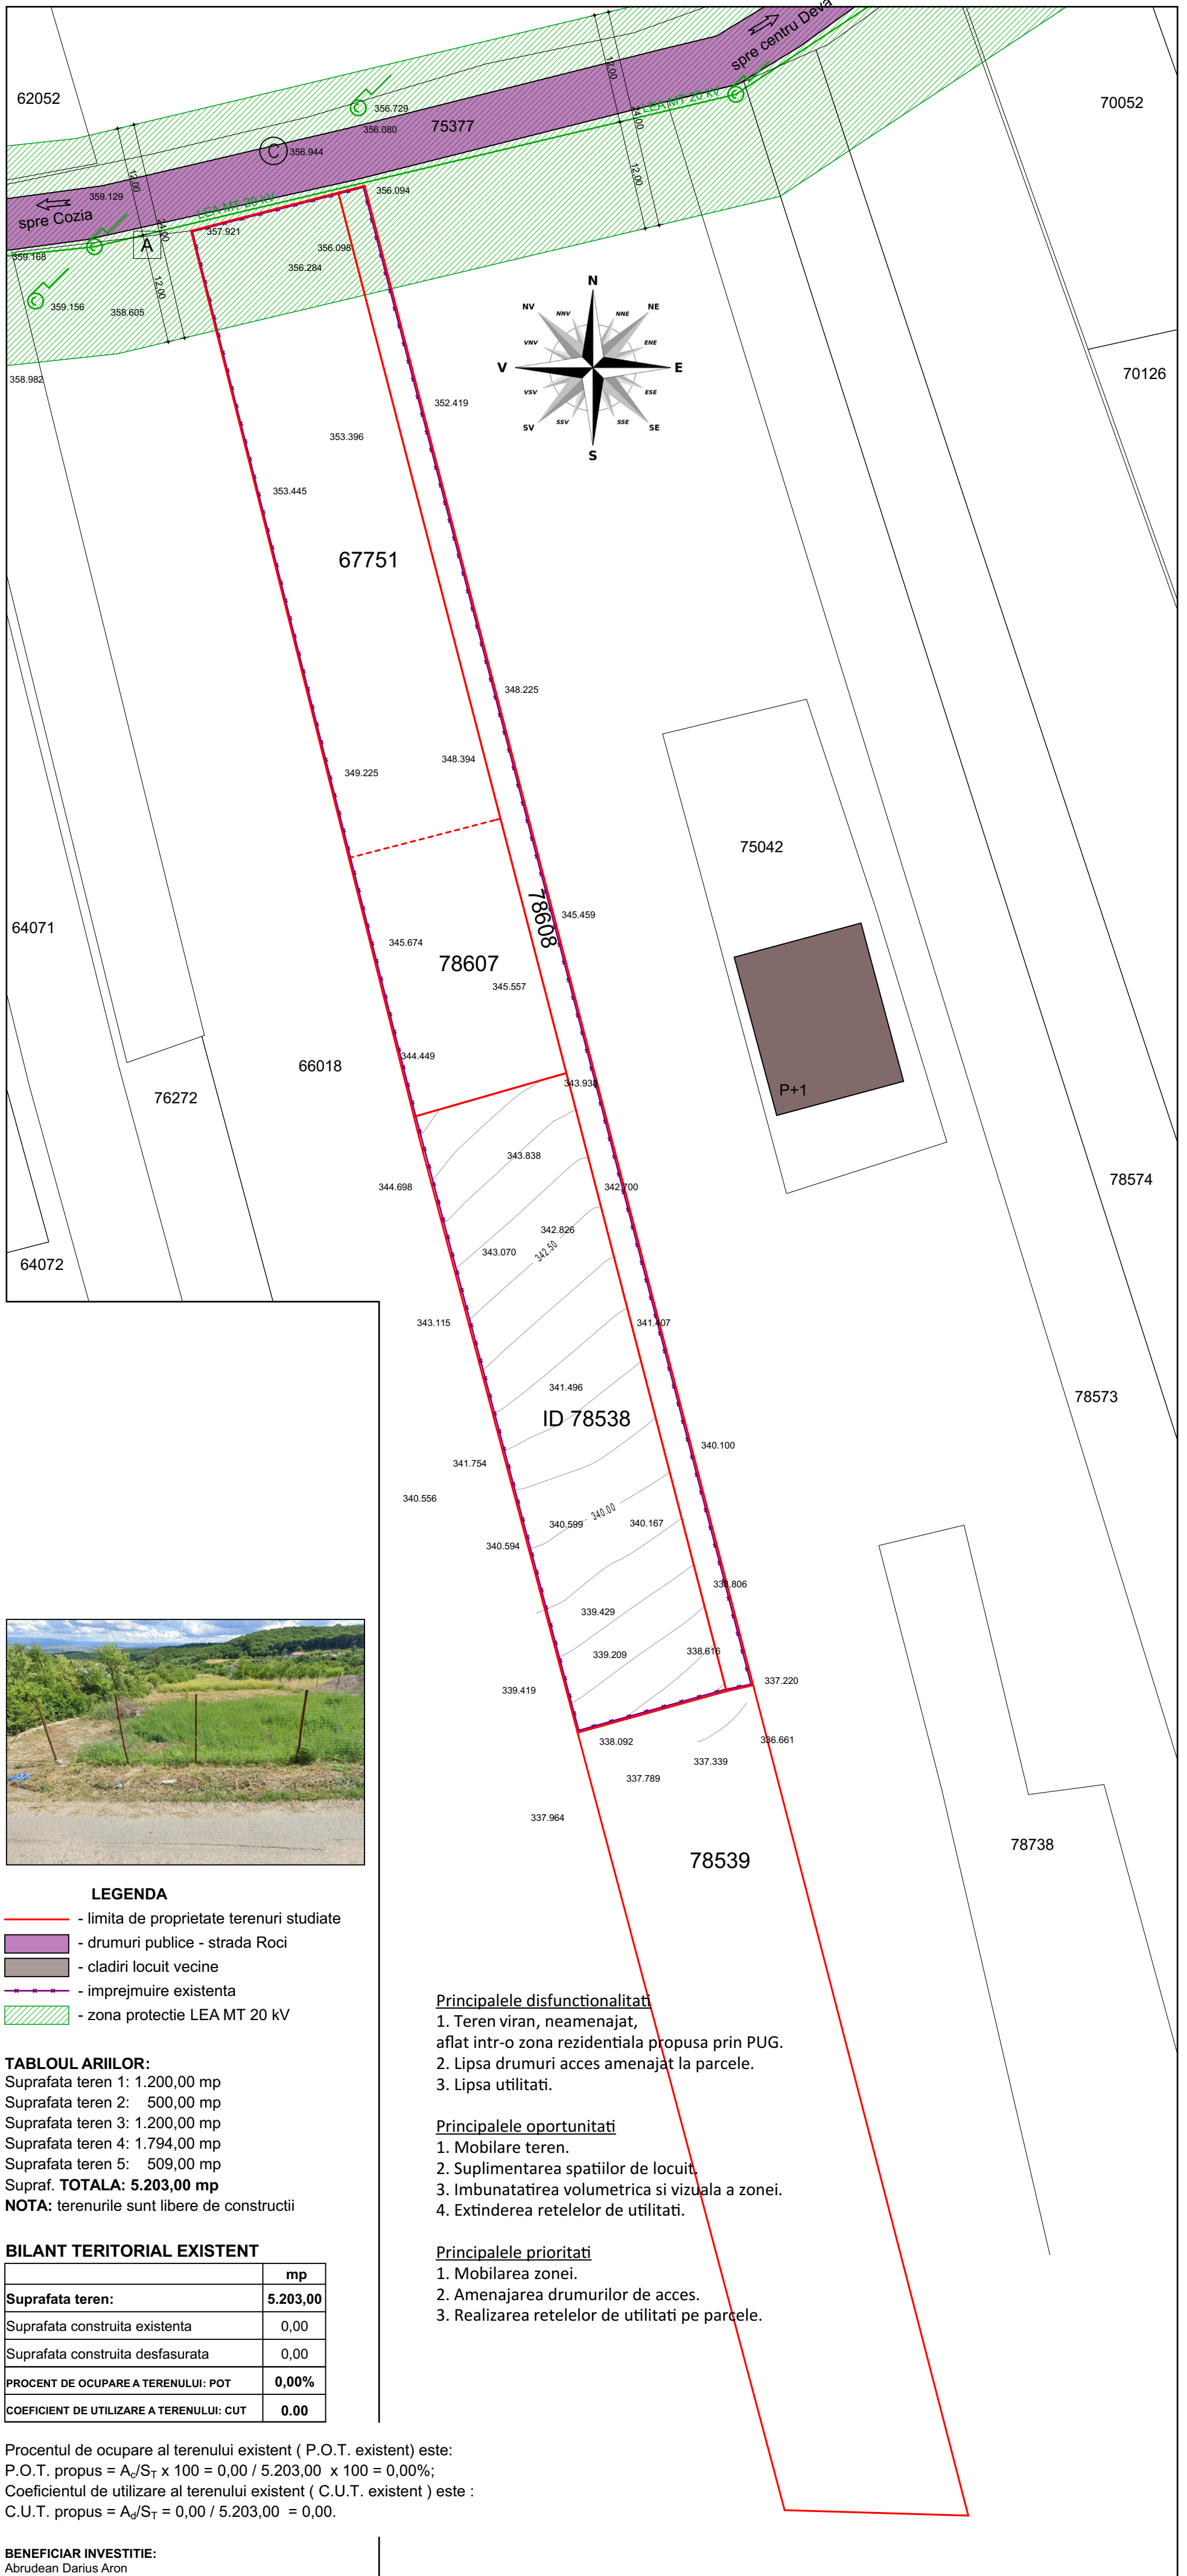 spre centru Deva
62052
12.00
LEA MT 20 kV
70052
356.729
356.080
75377
24.00
C
356.944
12.00
12.00
359.129
356.094
spre Cozia
LEA MT 20 kV
24.00
357.921
A
356.098
359.168
356.284
12.00
359.156
358.605
N
NV
NNV
NNE
NE
VNV
ENE
V
E
VSV
ESE
SV
SSV
SSE
SE
S
70126
358.982
352.419
353.396
353.445
67751
348.225
348.394
349.225
75042
78608
345.459
64071
345.674
78607
345.557
344.449
66018
343.938
76272
P+1
343.838
344.698
342.700
78574
342.826
343.070
342.50
64072
343.115
341.407
341.496
78573
ID 78538
340.100
341.754
340.556
340.00
340.599
340.167
340.594
338.806
339.429
339.209
338.616
339.419
337.220
338.092
336.661
337.339
337.789
337.964
78539
78738
LEGENDA
- limita de proprietate terenuri studiate
- drumuri publice - strada Roci
- cladiri locuit vecine
- imprejmuire existenta
- zona protectie LEA MT 20 kV
TABLOUL ARIILOR:
Suprafata teren 1: 1.200,00 mp
Suprafata teren 2: 500,00 mp
Suprafata teren 3: 1.200,00 mp
Suprafata teren 4: 1.794,00 mp
Suprafata teren 5: 509,00 mp
Supraf. TOTALA: 5.203,00 mp
NOTA: terenurile sunt libere de constructii
Principalele disfunctionalitati
1. Teren viran, neamenajat,
aflat intr-o zona rezidentiala propusa prin PUG.
2. Lipsa drumuri acces amenajat la parcele.
3. Lipsa utilitati.
Principalele oportunitati
1. Mobilare teren.
2. Suplimentarea spatiilor de locuit.
3. Imbunatatirea volumetrica si vizuala a zonei.
4. Extinderea retelelor de utilitati.
Principalele prioritati
1. Mobilarea zonei.
2. Amenajarea drumurilor de acces.
3. Realizarea retelelor de utilitati pe parcele.
BILANT TERITORIAL EXISTENT
mp
Suprafata teren: 5.203,00
Suprafata construita existenta 0,00
Suprafata construita desfasurata 0,00
PROCENT DE OCUPARE A TERENULUI: POT 0,00%
COEFICIENT DE UTILIZARE A TERENULUI: CUT 0.00
Procentul de ocupare al terenului existent ( P.O.T. existent) este:
P.O.T. propus = Ac/ST x 100 = 0,00 / 5.203,00 x 100 = 0,00%;
Coeficientul de utilizare al terenului existent ( C.U.T. existent ) este :
C.U.T. propus = Ad/ST = 0,00 / 5.203,00 = 0,00.
BENEFICIAR INVESTITIE:
Abrudean Darius Aron